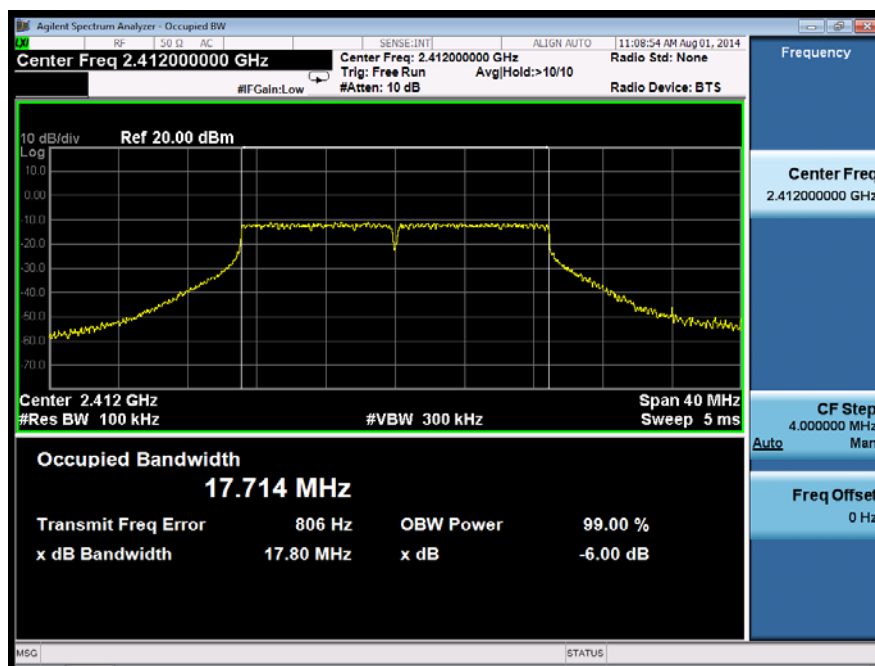 Agilent Spectrum Analyzer - Occupied BW
RF 50 Ω AC SENSE:INT ALIGN AUTO 11:08:54 AM Aug 01, 2014
Center Freq 2.412000000 GHz
Center Freq: 2.412000000 GHz
Radio Std: None
Trig: Free Run Avg|Hold:>10/10
#IFGain:Low
#Atten: 10 dB
Radio Device: BTS
Frequency
10 dB/div Ref 20.00 dBm
Log
10.0
0.00
-10.0
-20.0
-30.0
-40.0
-50.0
-60.0
-70.0
Center 2.412 GHz
Span 40 MHz
#Res BW 100 kHz
#VBW 300 kHz
Sweep 5 ms
Occupied Bandwidth
17.714 MHz
Transmit Freq Error 806 Hz OBW Power 99.00 %
x dB Bandwidth 17.80 MHz x dB -6.00 dB
Center Freq
2.412000000 GHz
CF Step
4.000000 MHz
Auto Man
Freq Offset
0 Hz
MSG STATUS